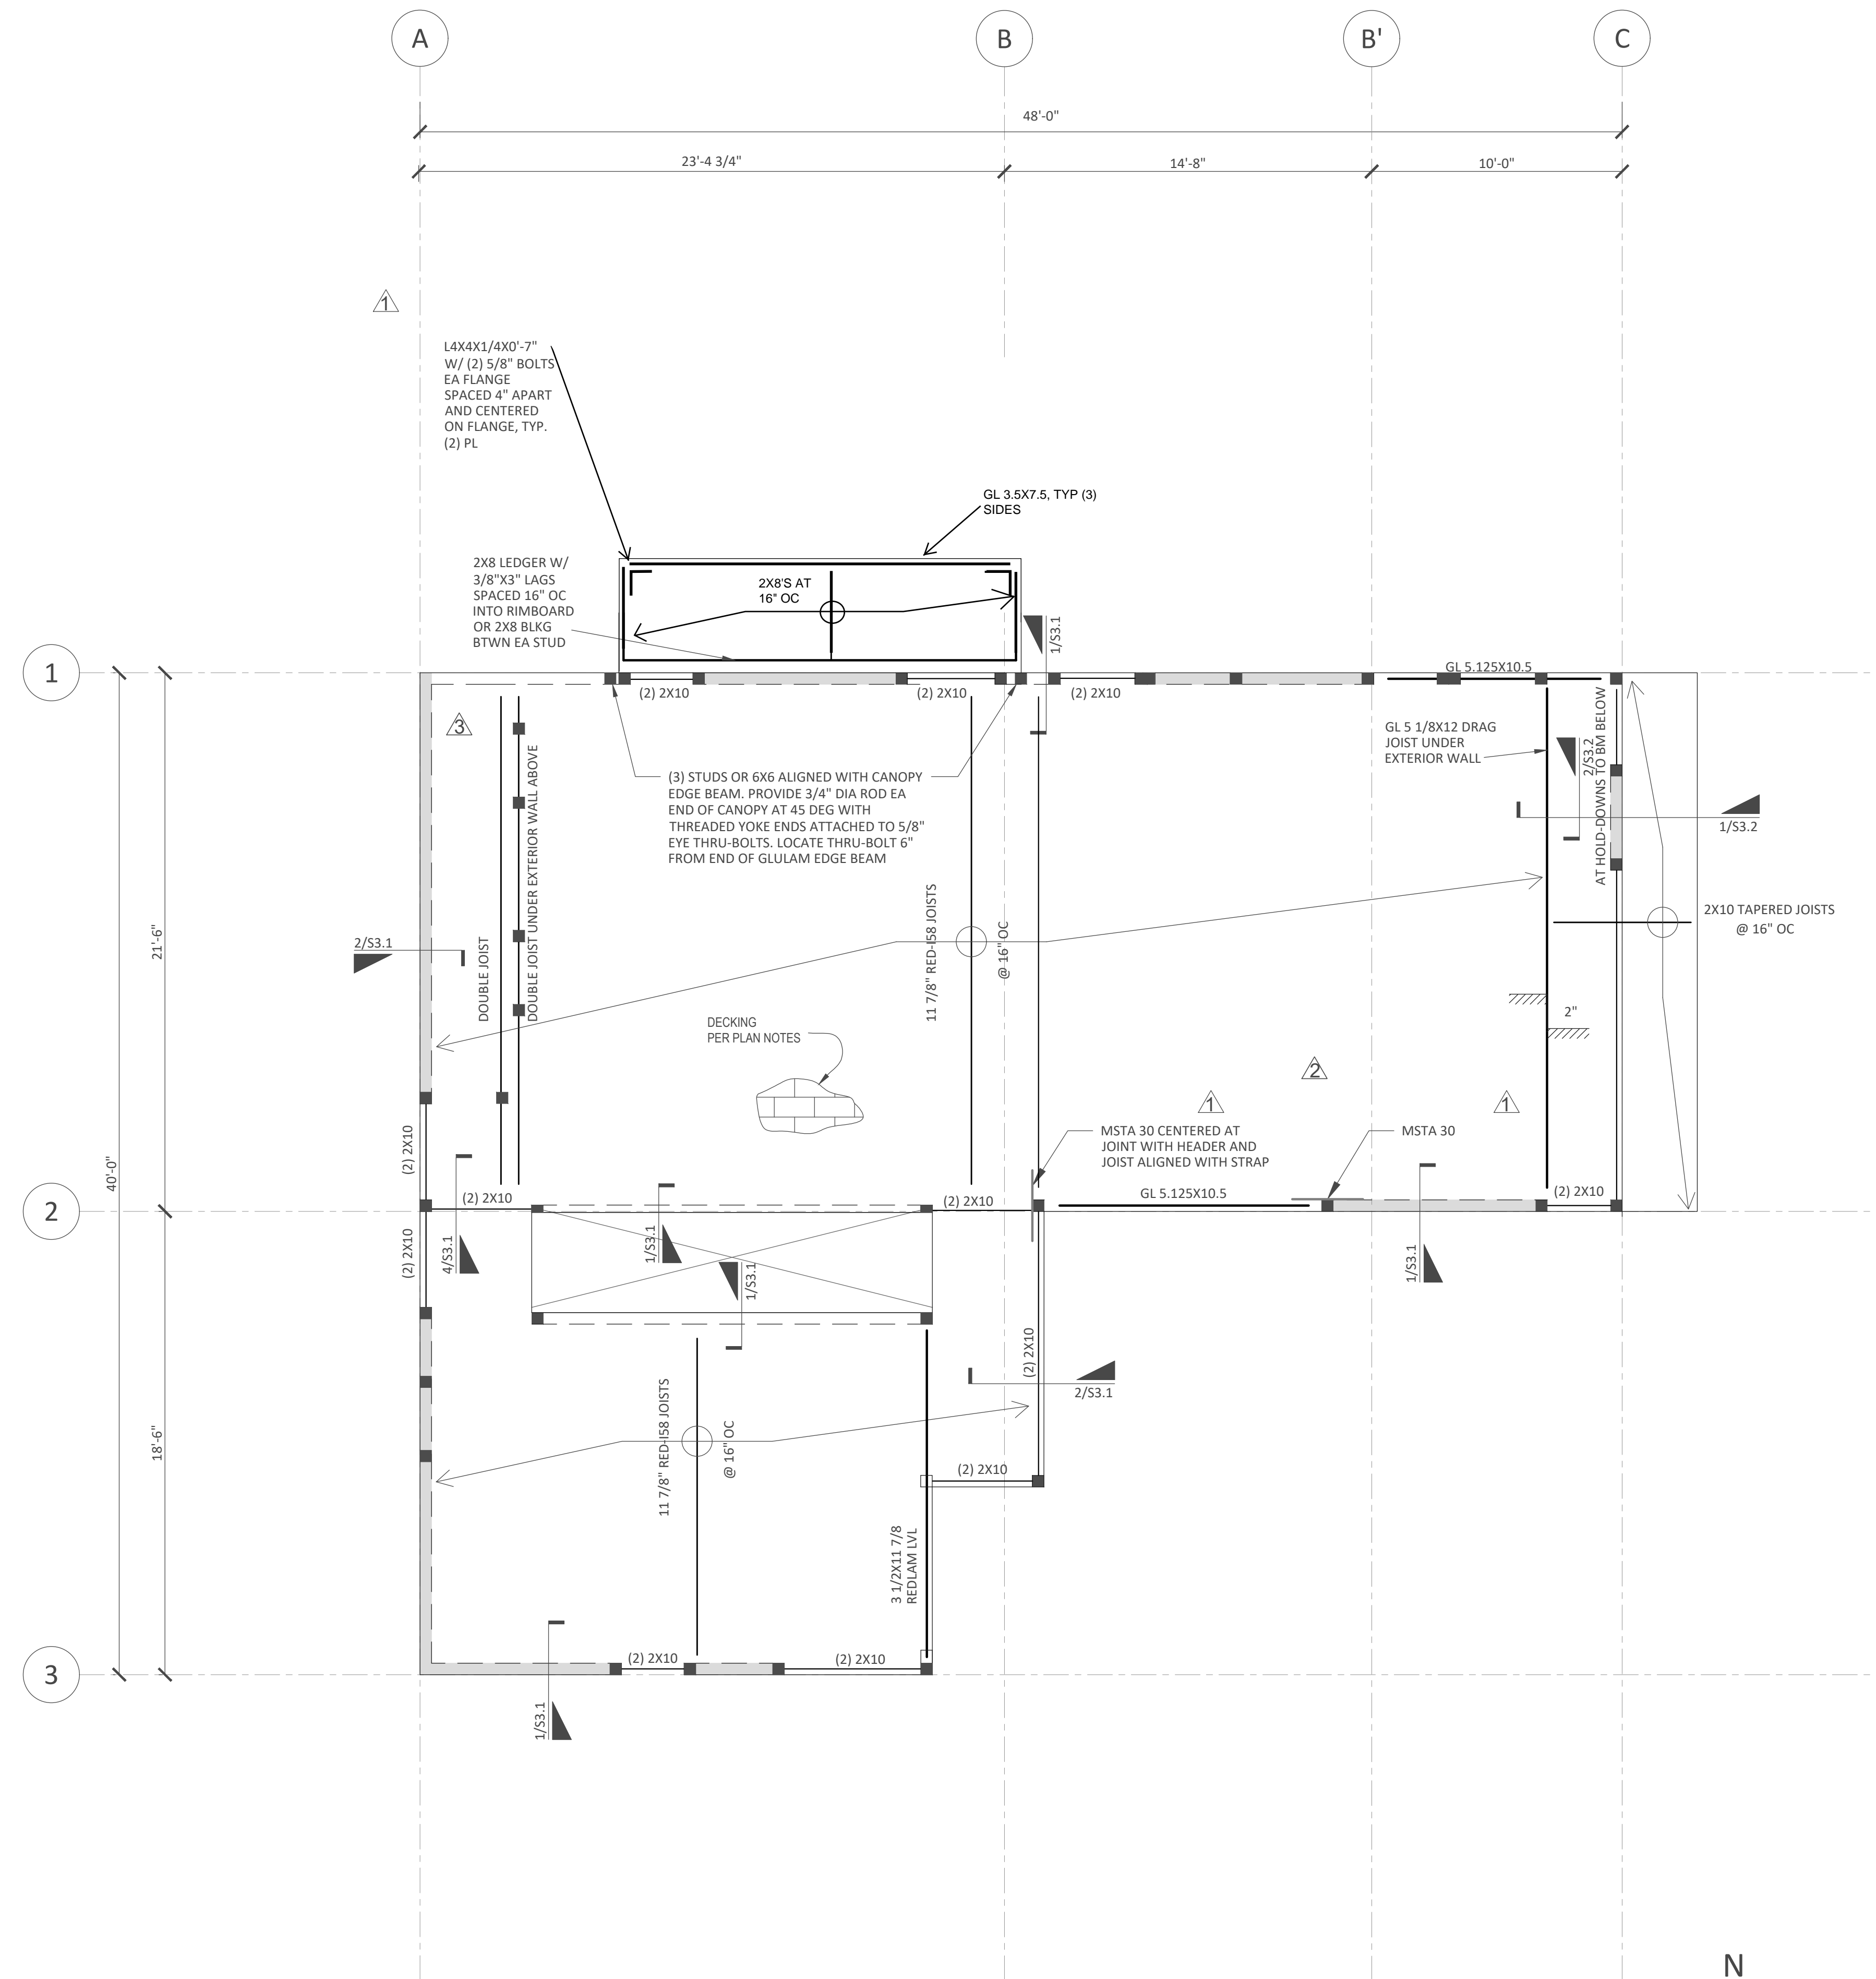 A
B
B'
C
48'-0"
23'-4 3/4"
14'-8"
10'-0"
1
L4X4X1/4X0'-7"
W/ (2) 5/8" BOLTS
EA FLANGE
SPACED 4" APART
AND CENTERED
ON FLANGE, TYP.
(2) PL
GL 3.5X7.5, TYP (3)
SIDES
2X8 LEDGER W/
3/8"X3" LAGS
SPACED 16" OC
INTO RIMBOARD
OR 2X8 BLKG
BTWN EA STUD
2X8'S AT
16" OC
1/S3.1
1
GL 5.125X10.5
(2) 2X10
(2) 2X10
(2) 2X10
3
GL 5 1/8X12 DRAG
JOIST UNDER
EXTERIOR WALL
2/S3.2
AT HOLD-DOWNS TO BM BELOW
(3) STUDS OR 6X6 ALIGNED WITH CANOPY
EDGE BEAM. PROVIDE 3/4" DIA ROD EA
END OF CANOPY AT 45 DEG WITH
THREADED YOKE ENDS ATTACHED TO 5/8"
EYE THRU-BOLTS. LOCATE THRU-BOLT 6"
FROM END OF GLULAM EDGE BEAM
1/S3.2
DOUBLE JOIST
DOUBLE JOIST UNDER EXTERIOR WALL ABOVE
11 7/8" RED-I58 JOISTS
@ 16" OC
2X10 TAPERED JOISTS
@ 16" OC
21'-6"
2/S3.1
2"
DECKING
PER PLAN NOTES
2
1
1
MSTA 30 CENTERED AT
JOINT WITH HEADER AND
JOIST ALIGNED WITH STRAP
MSTA 30
40'-0"
(2) 2X10
(2) 2X10
(2) 2X10
GL 5.125X10.5
(2) 2X10
2
(2) 2X10
4/S3.1
1/S3.1
1/S3.1
1/S3.1
(2) 2X10
2/S3.1
18'-6"
11 7/8" RED-I58 JOISTS
@ 16" OC
(2) 2X10
3 1/2X11 7/8
REDLAM LVL
(2) 2X10
(2) 2X10
3
1/S3.1
N